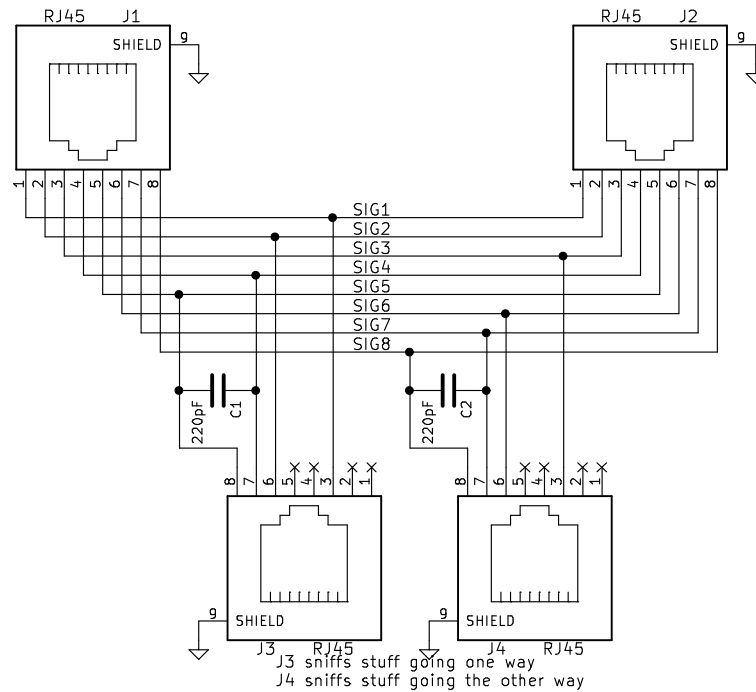 RJ45 J1
RJ45 J2
SHIELD 9
SHIELD 9
1 2 3 4 5 6 7 8
1 2 3 4 5 6 7 8
SIG1
SIG2
SIG3
SIG4
SIG5
SIG6
SIG7
SIG8
220pF C1
220pF C2
8 7 6 5 4 3 2 1
8 7 6 5 4 3 2 1
9 SHIELD
9 SHIELD
J3 RJ45
J4 RJ45
J3 sniffs stuff going one way
J4 sniffs stuff going the other way